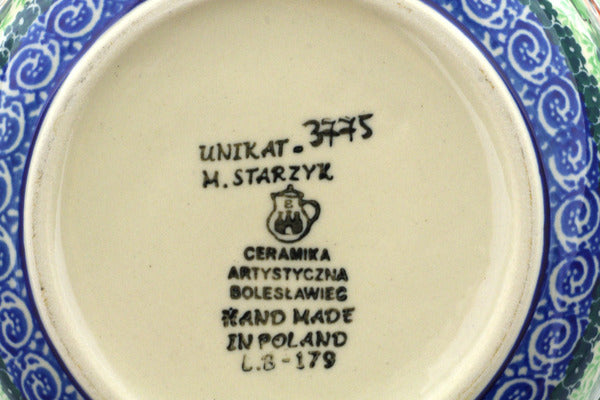 UNIKAT - 3775
M. STARZYK
B
CERAMIKA
ARTYSTYCZNA
BOLESŁAWIEC
HAND MADE
IN POLAND
L.B-179